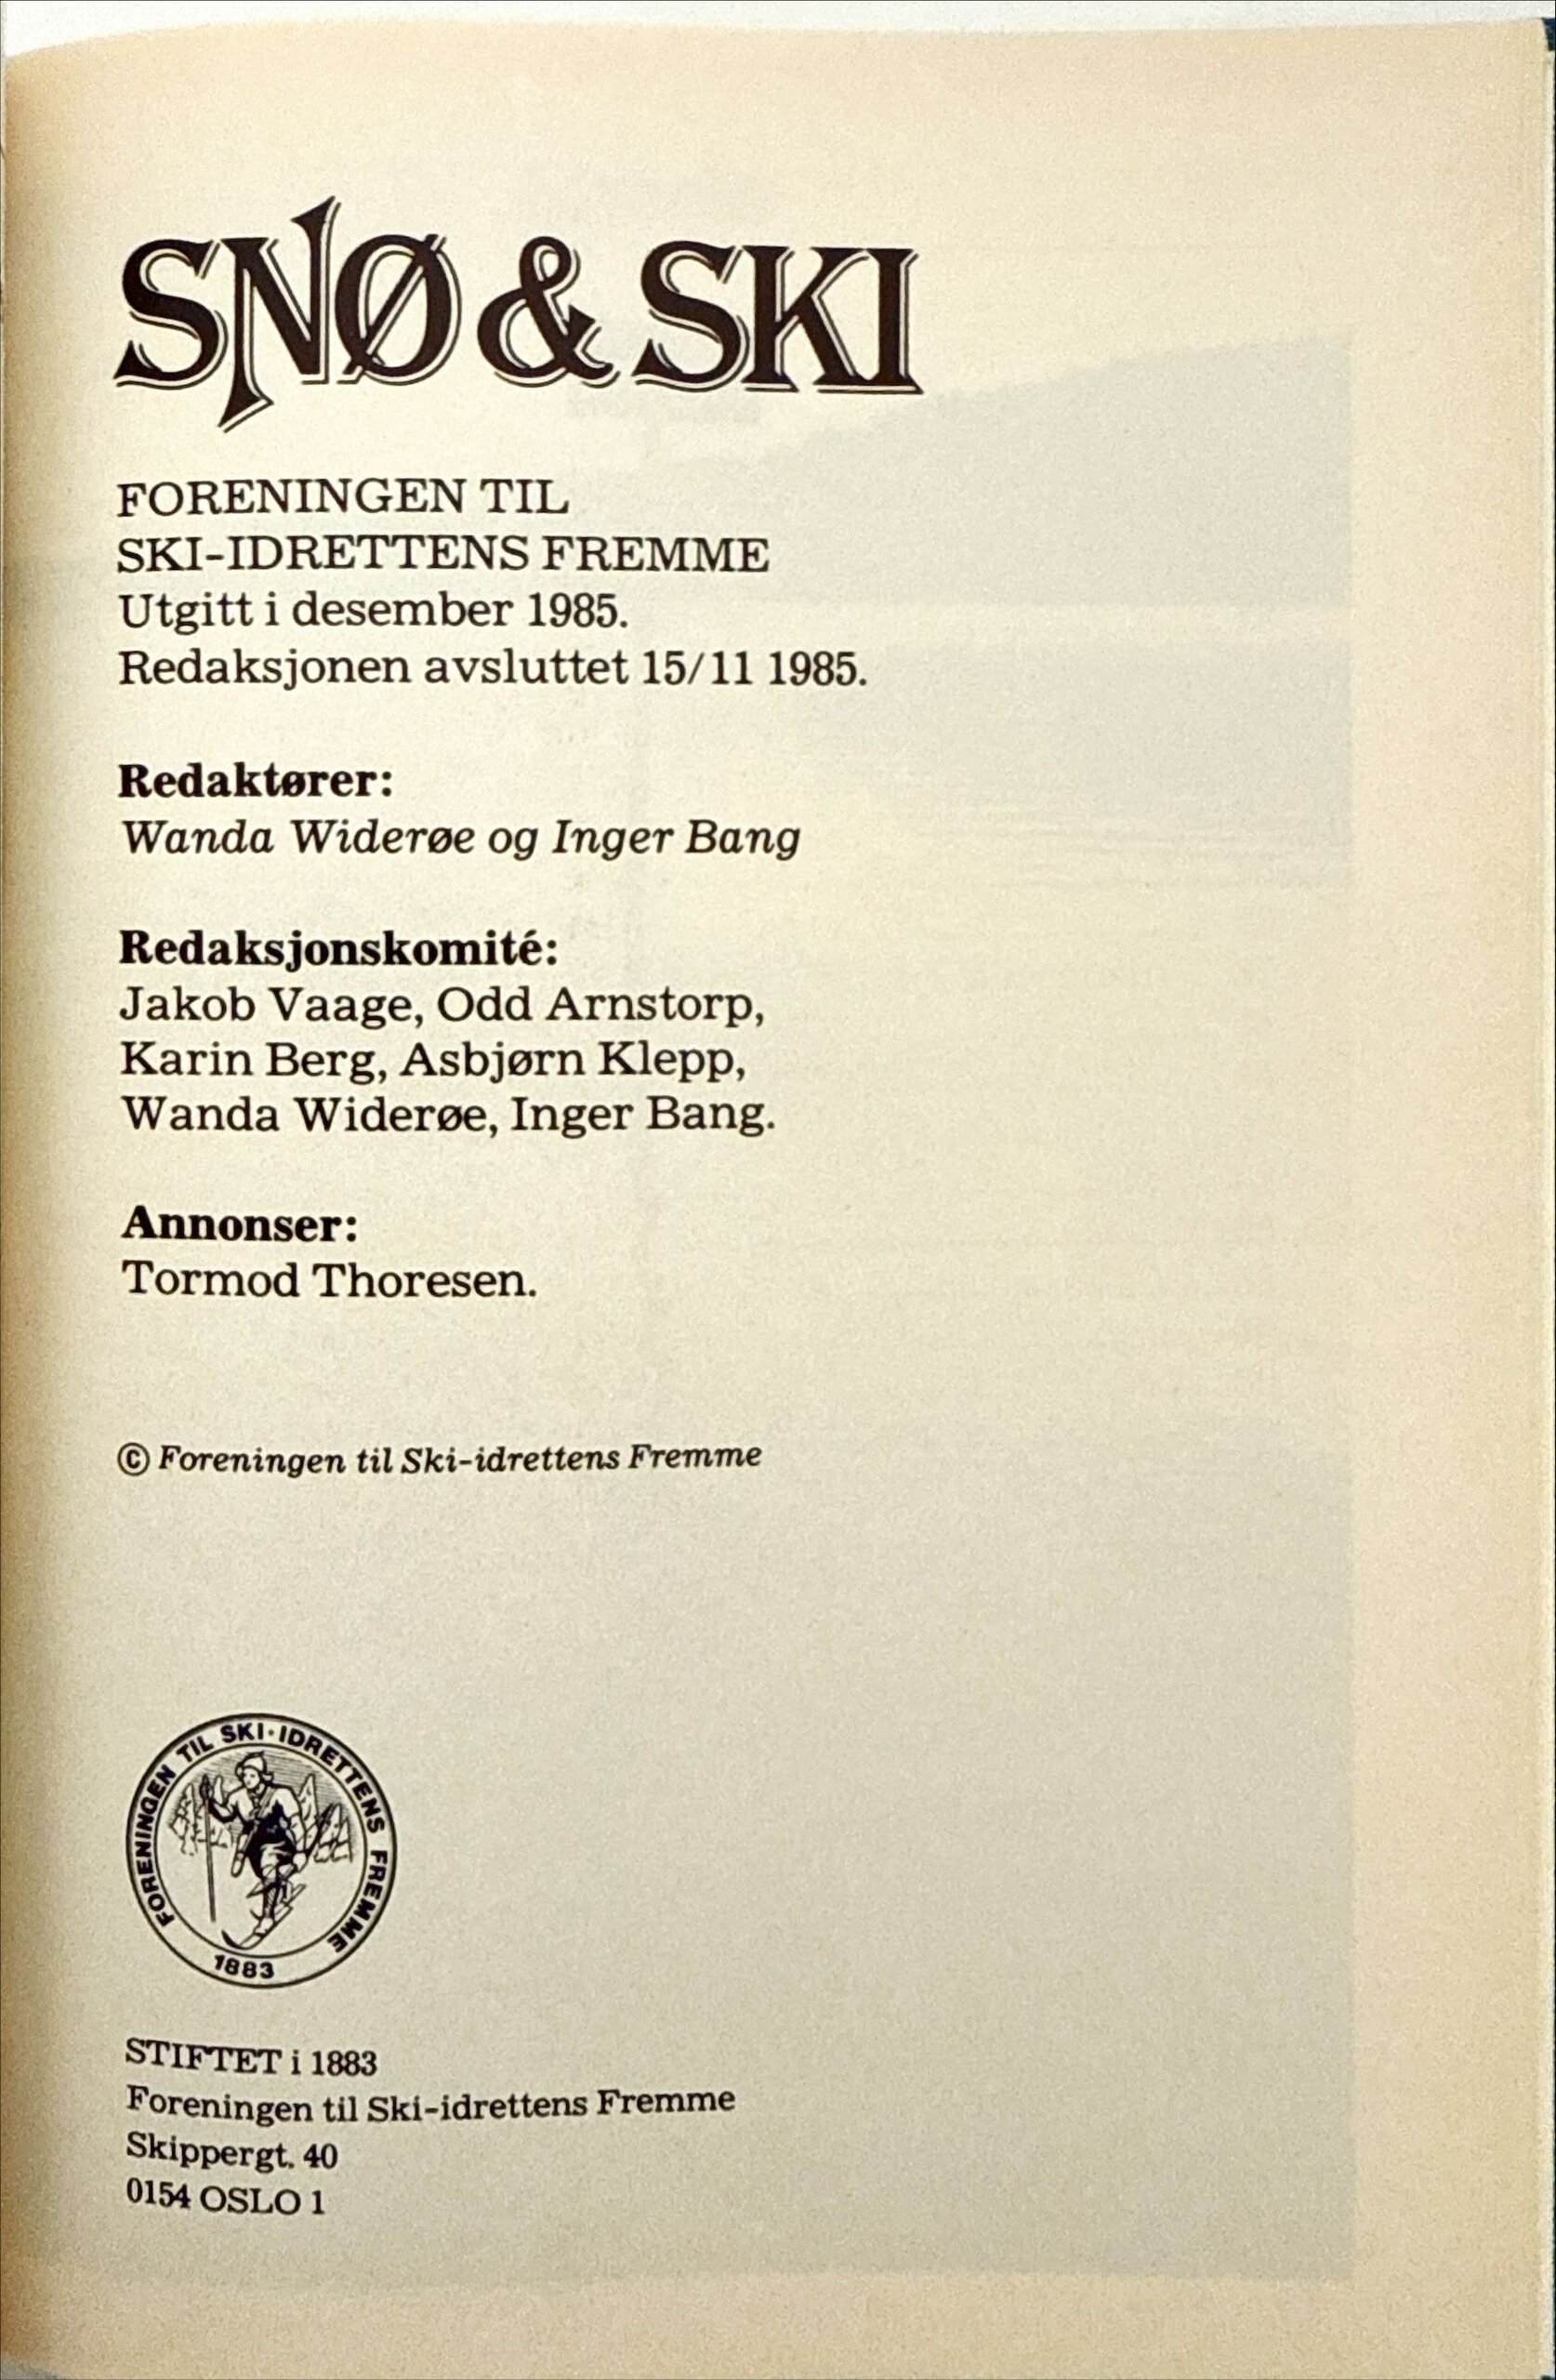 SNØ & SKI
FORENINGEN TIL
SKI-IDRETTENS FREMME
Utgitt i desember 1985.
Redaksjonen avsluttet 15/11 1985.
Redaktører:
Wanda Widerøe og Inger Bang
Redaksjonskomité:
Jakob Vaage, Odd Arnstorp,
Karin Berg, Asbjørn Klepp,
Wanda Widerøe, Inger Bang.
Annonser:
Tormod Thoresen.
© Foreningen til Ski-idrettens Fremme
FORENINGEN TIL SKI·IDRETTENS FREMME
1883
STIFTET i 1883
Foreningen til Ski-idrettens Fremme
Skippergt. 40
0154 OSLO 1